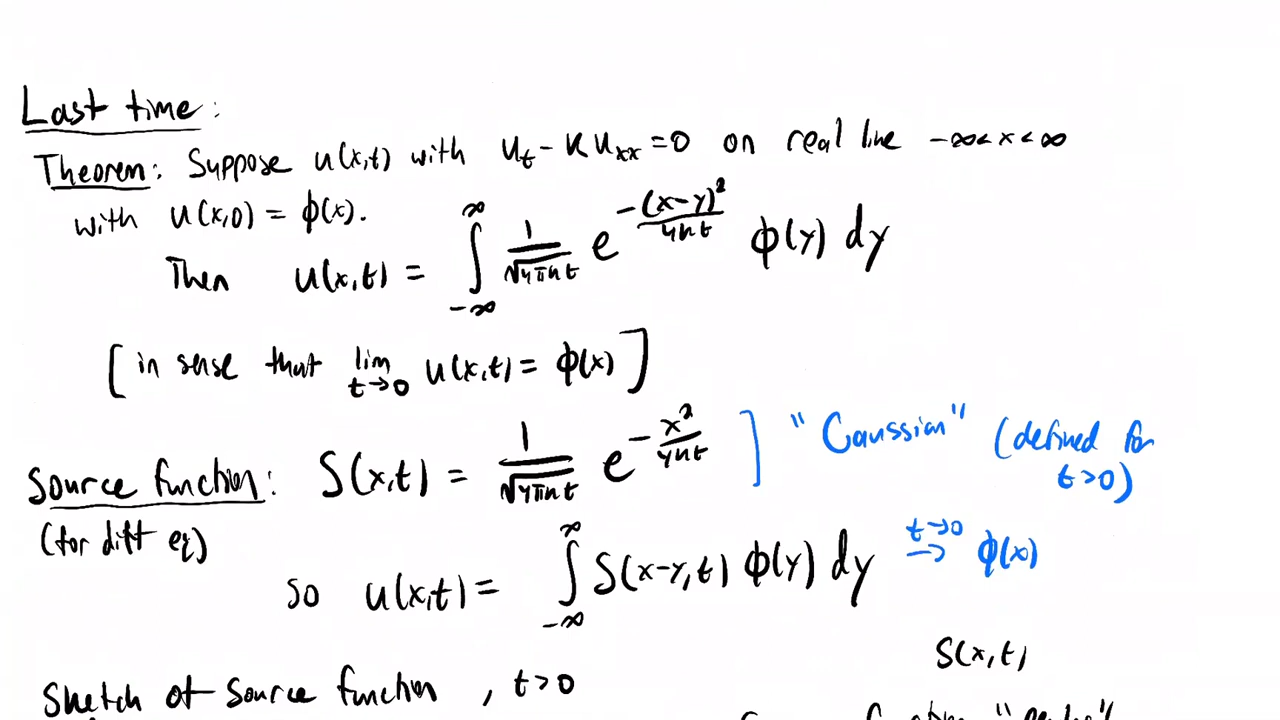 Last time:
Theorem: Suppose u(x,t) with u_t - K u_xx = 0 on real line -∞ < x < ∞
with u(x,0) = ϕ(x).
Then u(x,t) = ∫_{-∞}^{∞} 1/√(4πkt) e^{-(x-y)²/4kt} ϕ(y) dy
[in sense that lim_{t→0} u(x,t) = ϕ(x)]
Source function: S(x,t) = 1/√(4πkt) e^{-x²/4kt} ] "Gaussian" (defined for t>0)
(for diff eq)
So u(x,t) = ∫_{-∞}^{∞} S(x-y,t) ϕ(y) dy →^{t→0} ϕ(x)
S(x,t)
Sketch of source function, t>0